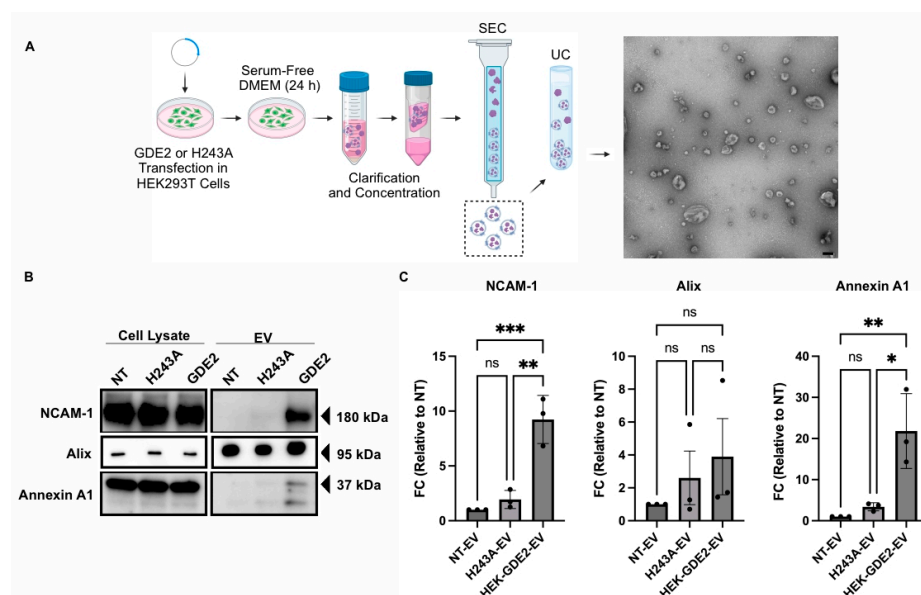 A
SEC
UC
Serum-Free
DMEM (24 h)
GDE2 or H243A
Transfection in
HEK293T Cells
Clarification
and Concentration
B
Cell Lysate
EV
NT
H243A
GDE2
NT
H243A
GDE2
NCAM-1
180 kDa
Alix
95 kDa
Annexin A1
37 kDa
C
NCAM-1
***
ns
**
FC (Relative to NT)
15
10
5
0
NT-EV
H243A-EV
HEK-GDE2-EV
Alix
ns
ns
ns
FC (Relative to NT)
10
8
6
4
2
0
NT-EV
H243A-EV
HEK-GDE2-EV
Annexin A1
**
ns
*
FC (Relative to NT)
40
30
20
10
0
NT-EV
H243A-EV
HEK-GDE2-EV